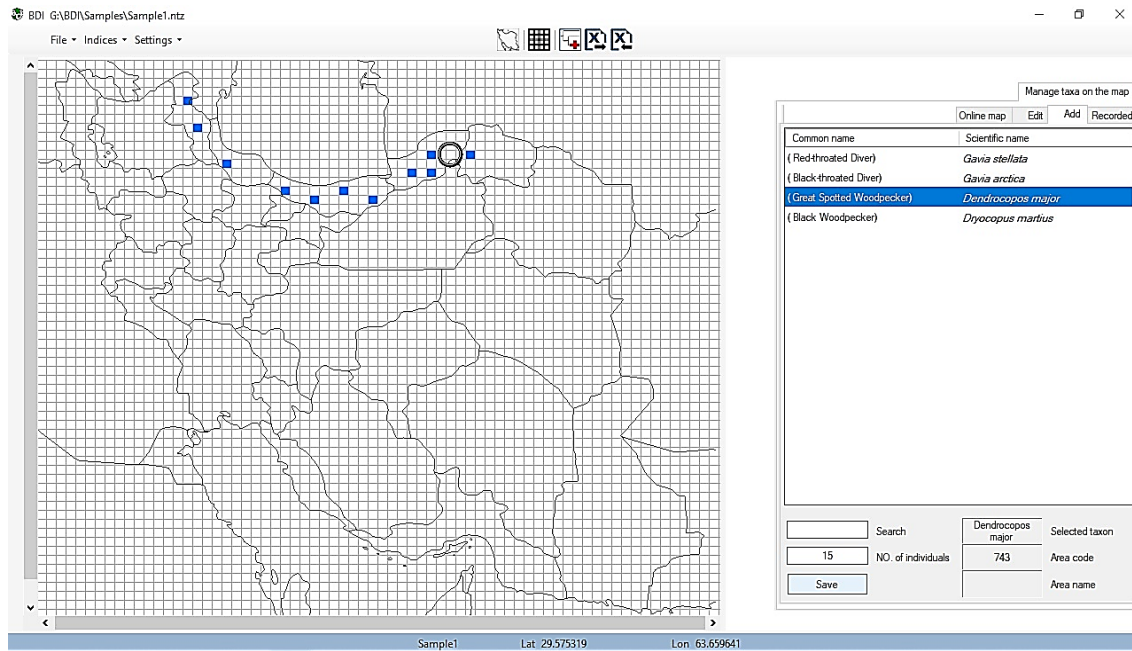 BDI G:\BDI\Samples\Sample1.ntz
File Indices Settings
Manage taxa on the map
Online map Edit Add Recorded
Common name Scientific name
( Red-throated Diver) Gavia stellata
( Black-throated Diver) Gavia arctica
( Great Spotted Woodpecker) Dendrocopos major
( Black Woodpecker) Dryocopus martius
Search Dendrocopos major Selected taxon
15 NO. of individuals 743 Area code
Save Area name
Sample1 Lat 29.575319 Lon 63.659641